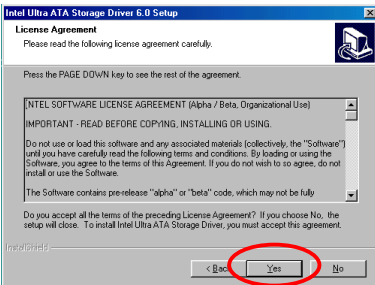 Intel Ultra ATA Storage Driver 6.0 Setup
License Agreement
Please read the following license agreement carefully.
Press the PAGE DOWN key to see the rest of the agreement.
INTEL SOFTWARE LICENSE AGREEMENT (Alpha / Beta, Organizational Use)
IMPORTANT - READ BEFORE COPYING, INSTALLING OR USING.
Do not use or load this software and any associated materials (collectively, the "Software")
until you have carefully read the following terms and conditions. By loading or using the
Software, you agree to the terms of this Agreement. If you do not wish to so agree, do not
install or use the Software.
The Software contains pre-release "alpha" or "beta" code, which may not be fully
Do you accept all the terms of the preceding License Agreement? If you choose No, the
setup will close. To install Intel Ultra ATA Storage Driver, you must accept this agreement.
InstallShield
< Back Yes No